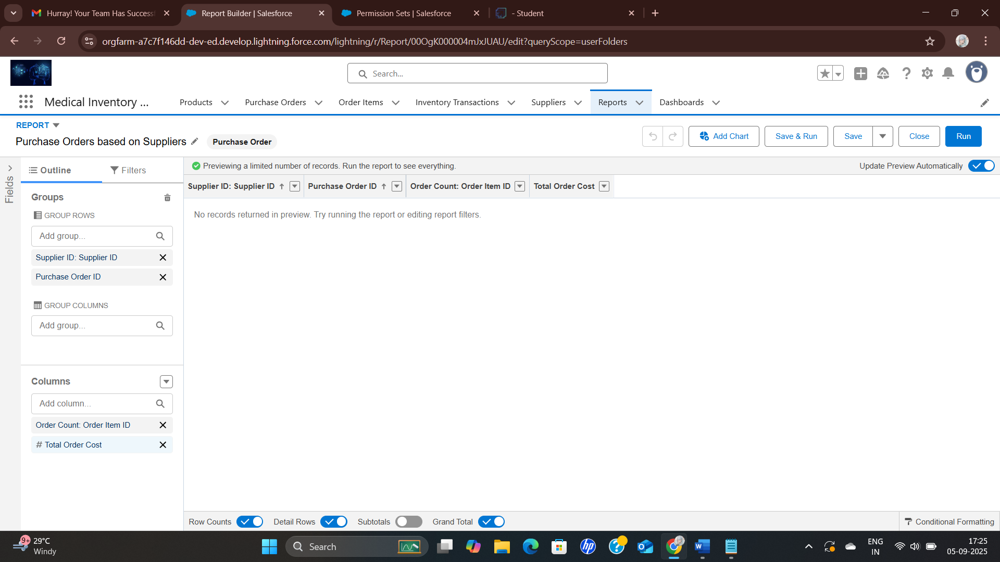 Hurray! Your Team Has Success
Report Builder | Salesforce
Permission Sets | Salesforce
- Student
orgfarm-a7c7f146dd-dev-ed.develop.lightning.force.com/lightning/r/Report/00OgK000004mJxJUAU/edit?queryScope=userFolders
Search...
Medical Inventory ...
Products
Purchase Orders
Order Items
Inventory Transactions
Suppliers
Reports
Dashboards
REPORT
Purchase Orders based on Suppliers
Purchase Order
Add Chart
Save & Run
Save
Close
Run
Fields
Outline
Filters
Previewing a limited number of records. Run the report to see everything.
Update Preview Automatically
Groups
GROUP ROWS
Add group...
Supplier ID: Supplier ID
Purchase Order ID
GROUP COLUMNS
Add group...
Columns
Add column...
Order Count: Order Item ID
# Total Order Cost
Supplier ID: Supplier ID
Purchase Order ID
Order Count: Order Item ID
Total Order Cost
No records returned in preview. Try running the report or editing report filters.
Row Counts
Detail Rows
Subtotals
Grand Total
Conditional Formatting
9+
29°C
Windy
Search
ENG
IN
17:25
05-09-2025